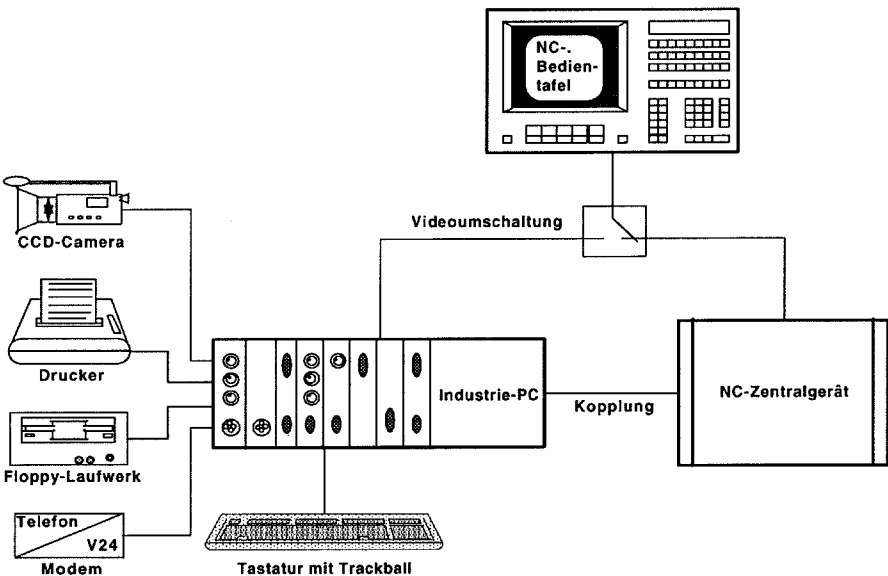 NC-.
Bedien-
tafel
Videoumschaltung
CCD-Camera
Drucker
Industrie-PC
Kopplung
NC-Zentralgerät
Floppy-Laufwerk
Telefon
V24
Modem
Tastatur mit Trackball